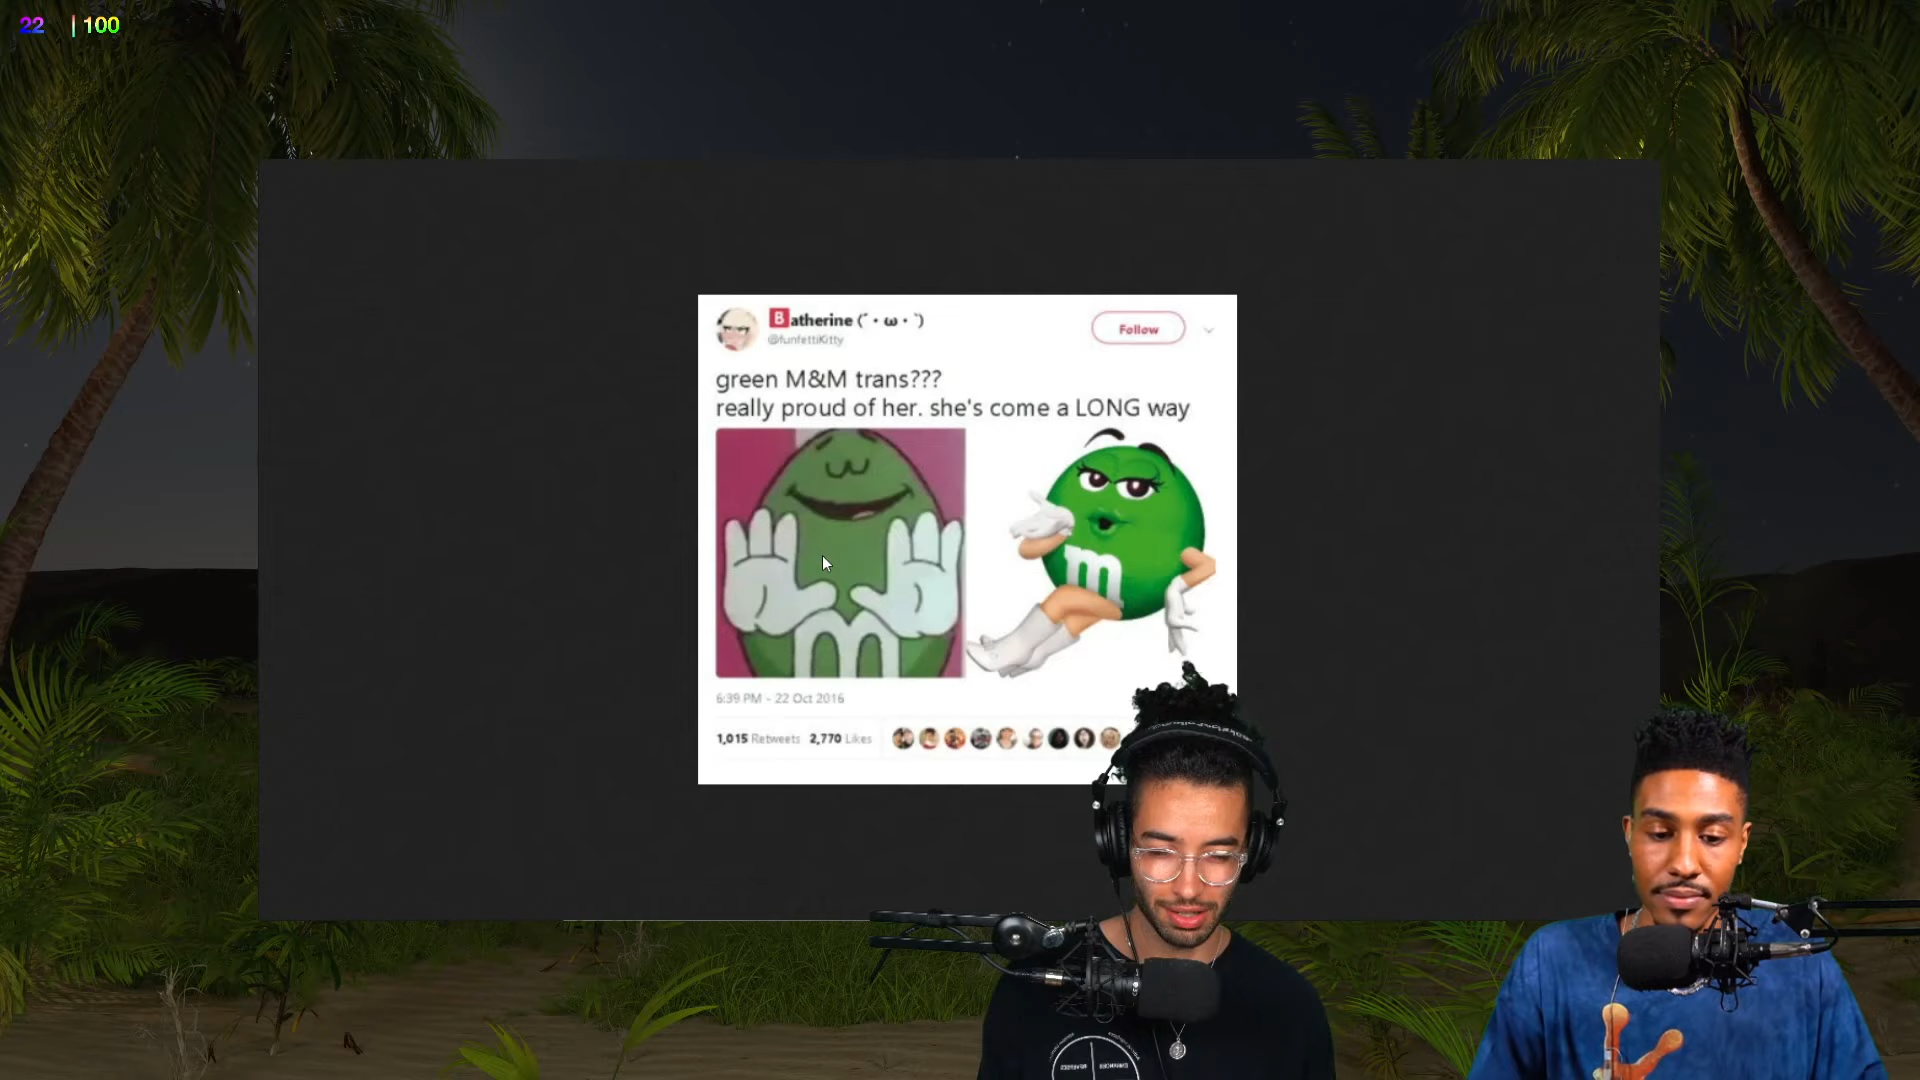 22 | 100
Batherine (´・ω・`)
@funfettiKitty
Follow
green M&M trans???
really proud of her. she's come a LONG way
m
m
6:39 PM - 22 Oct 2016
1,015 Retweets 2,770 Likes